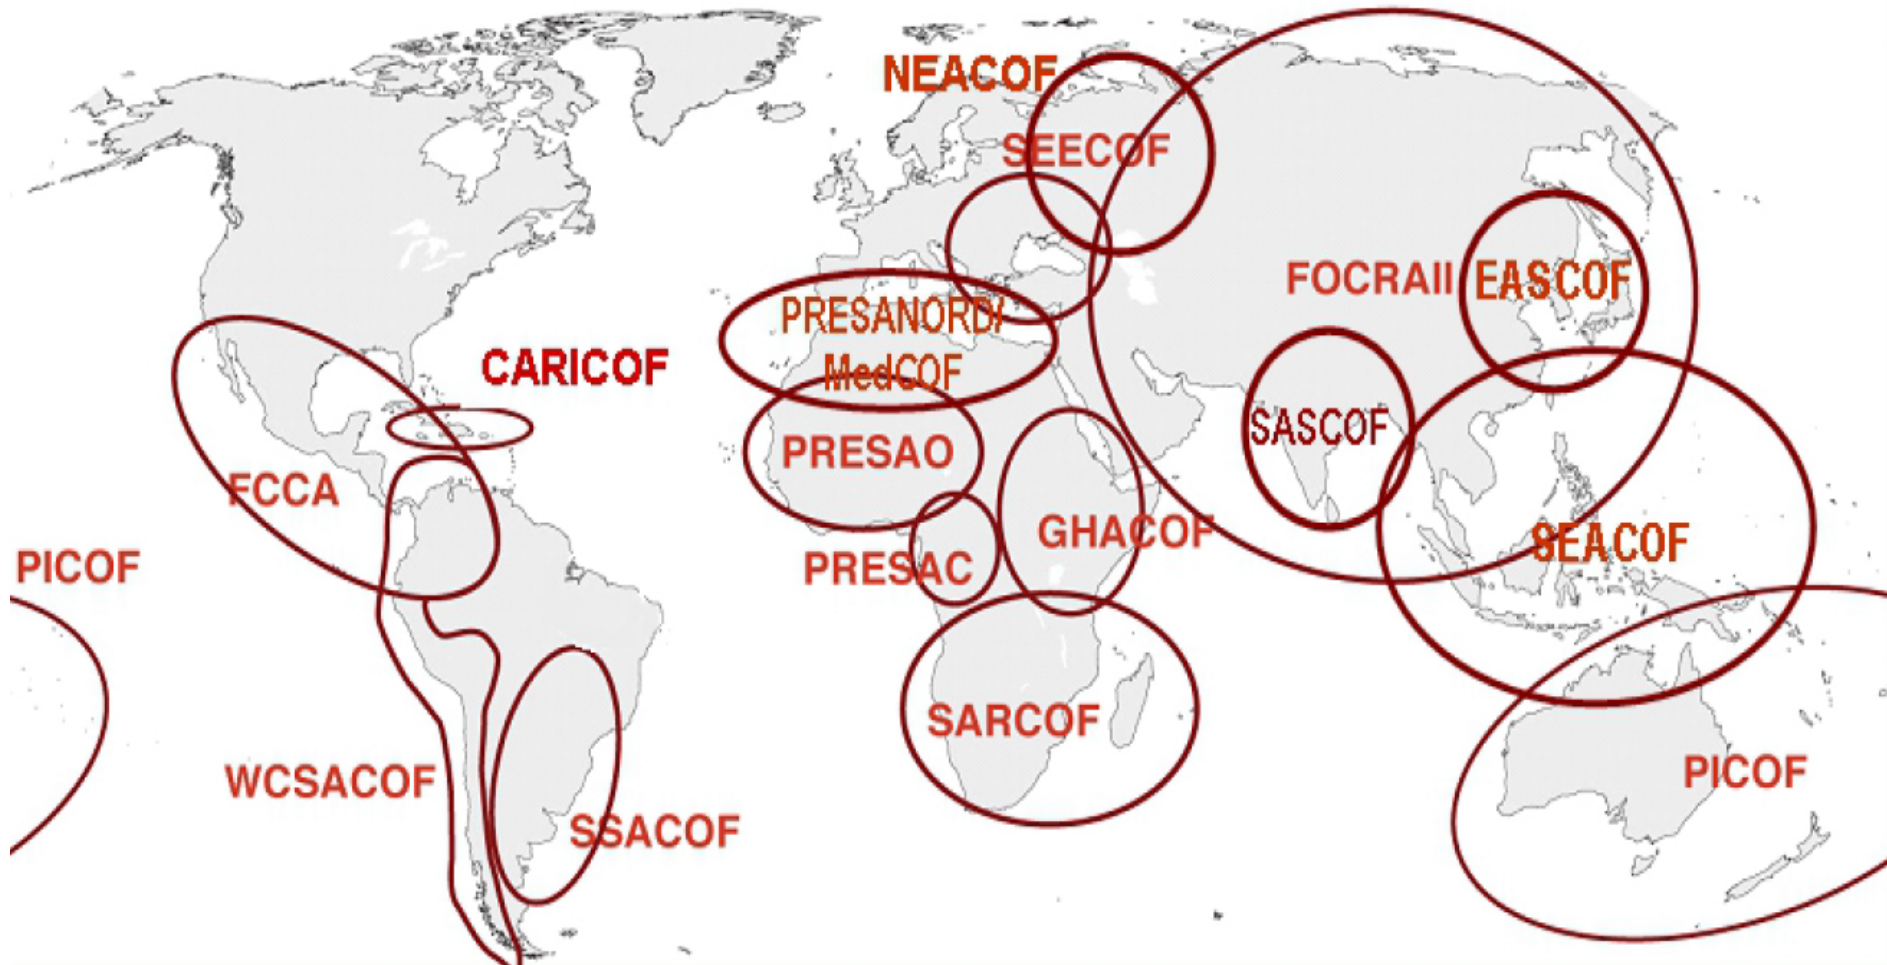 NEACOF
SEECOF
FOCRAII
EASCOF
PRESANORD/
MedCOF
CARICOF
SASCOF
PRESAO
FCCA
GHACOF
SEACOF
PICOF
PRESAC
SARCOF
PICOF
WCSACOF
SSACOF